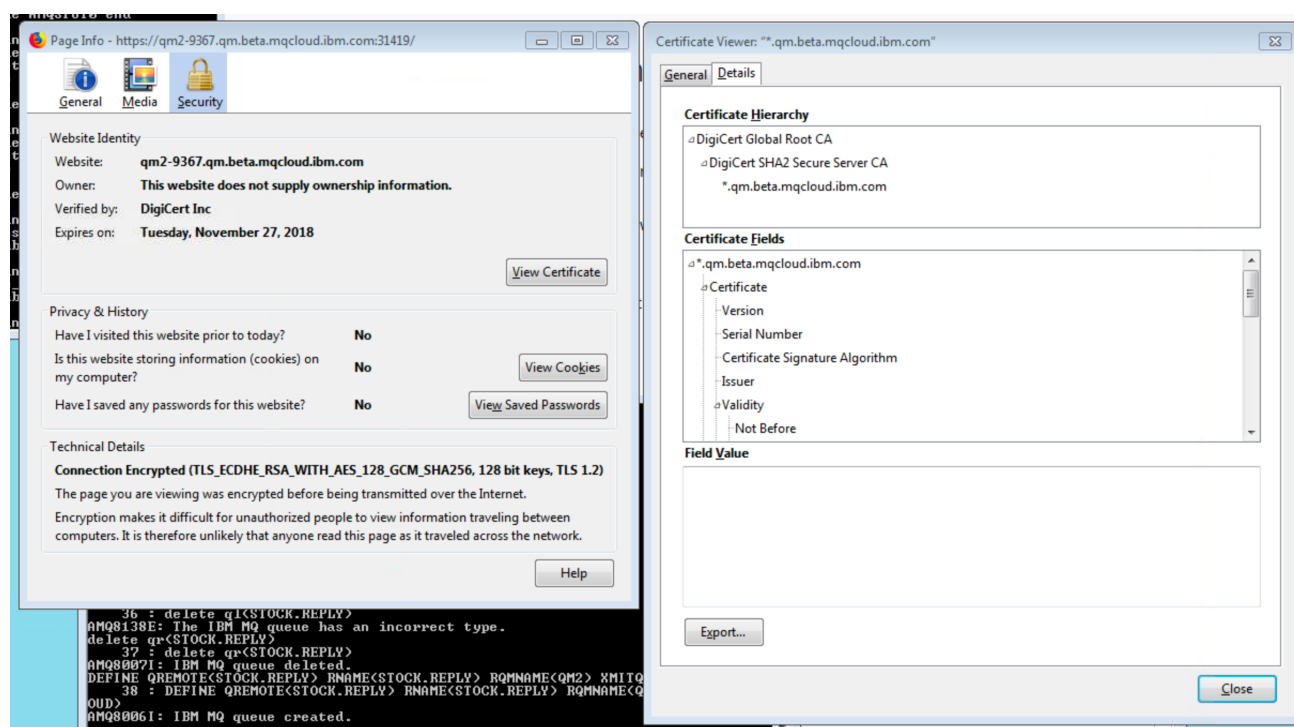 AMQ8016 end
Page Info - https://qm2-9367.qm.beta.mqcloud.ibm.com:31419/
General Media Security
Website Identity
Website: qm2-9367.qm.beta.mqcloud.ibm.com
Owner: This website does not supply ownership information.
Verified by: DigiCert Inc
Expires on: Tuesday, November 27, 2018
View Certificate
Privacy & History
Have I visited this website prior to today? No
Is this website storing information (cookies) on
my computer? No
View Cookies
Have I saved any passwords for this website? No
View Saved Passwords
Technical Details
Connection Encrypted (TLS_ECDHE_RSA_WITH_AES_128_GCM_SHA256, 128 bit keys, TLS 1.2)
The page you are viewing was encrypted before being transmitted over the Internet.
Encryption makes it difficult for unauthorized people to view information traveling between
computers. It is therefore unlikely that anyone read this page as it traveled across the network.
Help
36 : delete ql(STOCK.REPLY)
AMQ8138E: The IBM MQ queue has an incorrect type.
delete qr(STOCK.REPLY)
37 : delete qr(STOCK.REPLY)
AMQ8007I: IBM MQ queue deleted.
DEFINE QREMOTE(STOCK.REPLY) RNAME(STOCK.REPLY) RQMNAME(QM2) XMITQ
38 : DEFINE QREMOTE(STOCK.REPLY) RNAME(STOCK.REPLY) RQMNAME(Q
OUD)
AMQ8006I: IBM MQ queue created.
Certificate Viewer: "*.qm.beta.mqcloud.ibm.com"
General Details
Certificate Hierarchy
DigiCert Global Root CA
DigiCert SHA2 Secure Server CA
*.qm.beta.mqcloud.ibm.com
Certificate Fields
*.qm.beta.mqcloud.ibm.com
Certificate
Version
Serial Number
Certificate Signature Algorithm
Issuer
Validity
Not Before
Field Value
Export...
Close